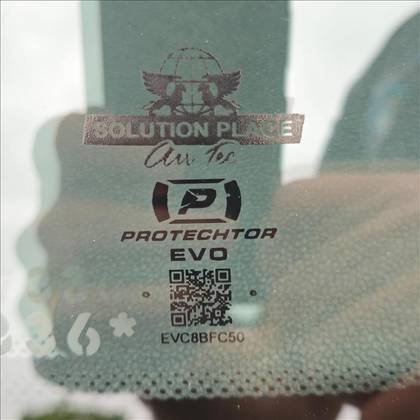 SOLUTION PLACE
P
PROTECHTOR
EVO
EVC8BFC50